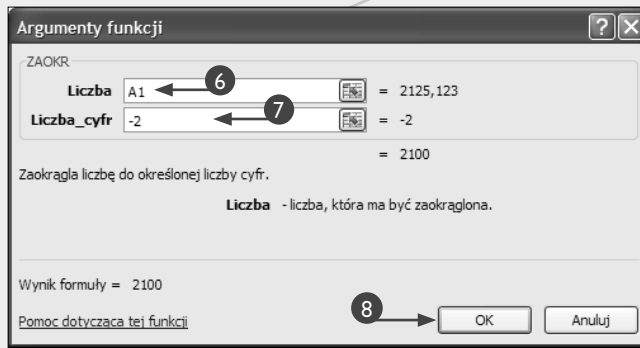 Argumenty funkcji
ZAOKR
Liczba A1 6 = 2125,123
Liczba_cyfr -2 7 = -2
= 2100
Zaokrągla liczbę do określonej liczby cyfr.
Liczba - liczba, która ma być zaokrąglona.
Wynik formuły = 2100
Pomoc dotycząca tej funkcji 8 OK Anuluj